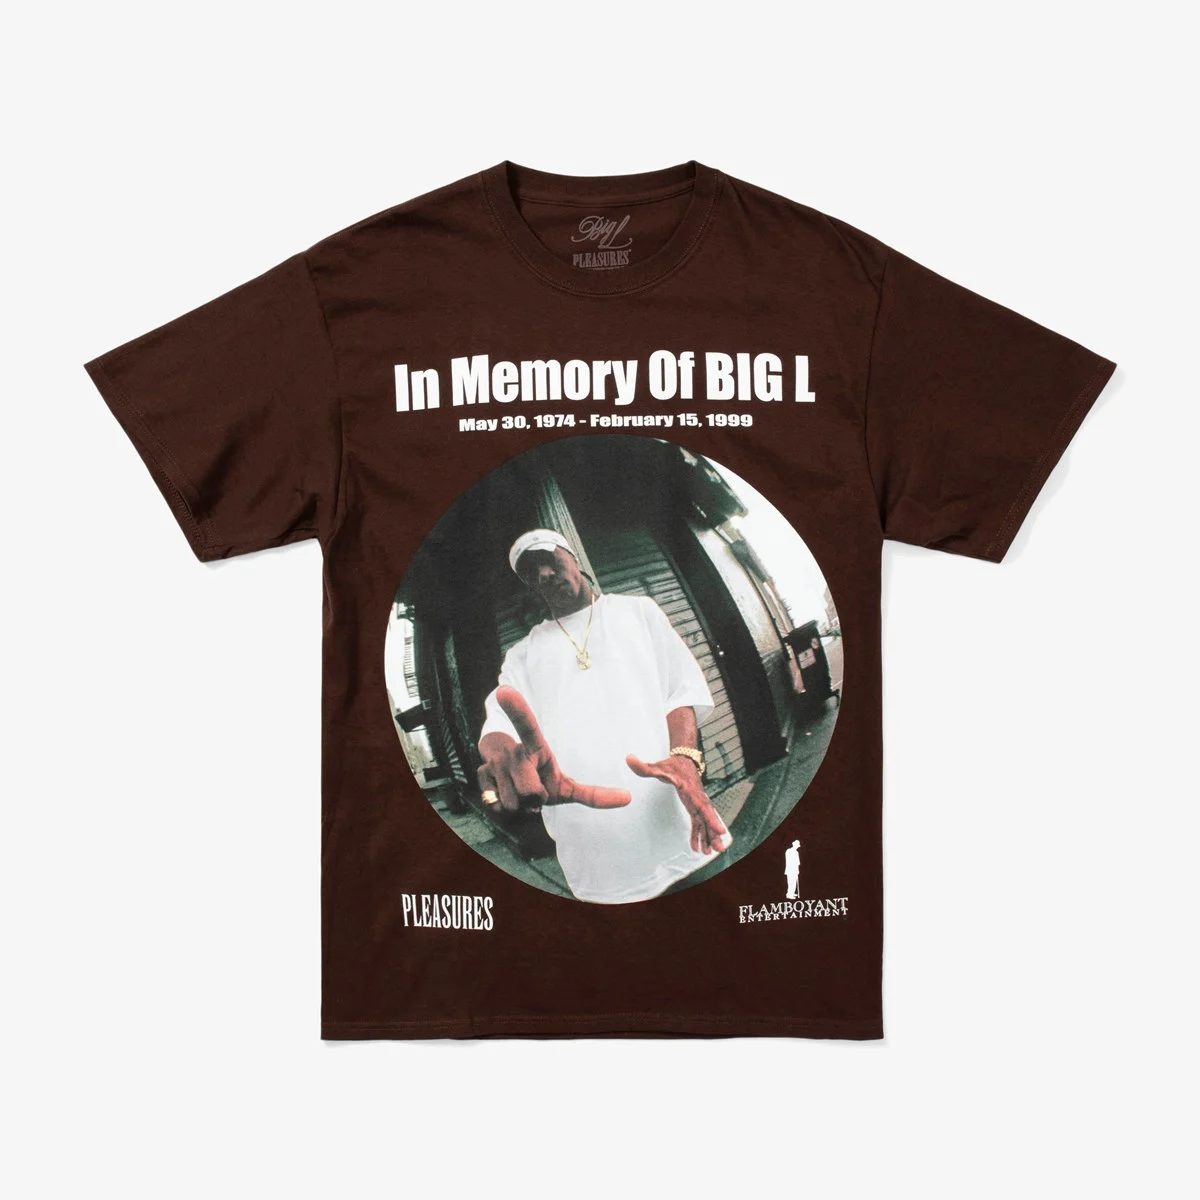 Big L
PLEASURES
In Memory Of BIG L
May 30, 1974 - February 15, 1999
PLEASURES
FLAMBOYANT
ENTERTAINMENT